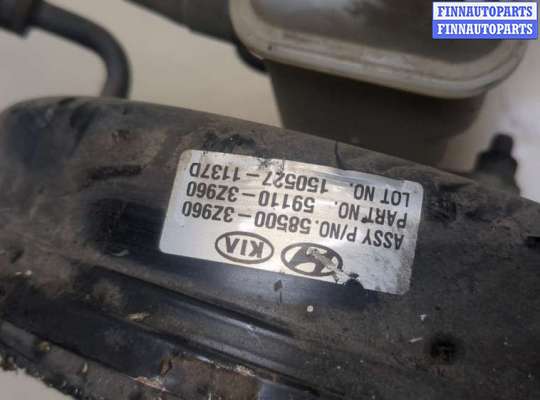 FINNAUTOPARTS
FINNAUTOPARTS
KIA
ASSY P/NO. 58500-3Z960
PART NO. 59110-3Z960
LOT NO. 150527-1137D